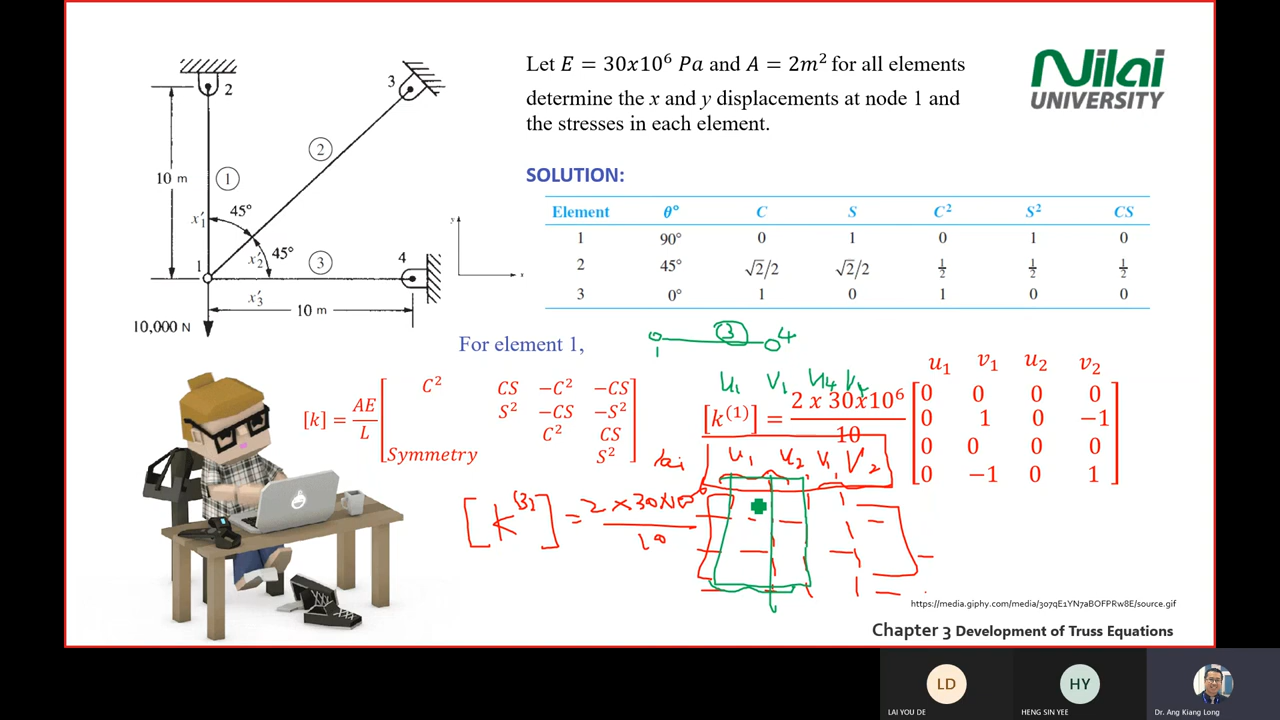 Let E = 30x10⁶ Pa and A = 2m² for all elements
determine the x and y displacements at node 1 and
the stresses in each element.
Nilai
UNIVERSITY
2
3
②
10 m
①
45°
x′₁
45°
x′₂
1
③
4
x′₃
10 m
10,000 N
y
x
SOLUTION:
Element θ° C S C² S² CS
1 90° 0 1 0 1 0
2 45° √2/2 √2/2 ½ ½ ½
3 0° 1 0 1 0 0
③
1 4
For element 1,
u₁ v₁ u₄ v₄
u₁ v₁ u₂ v₂
[k] = AE/L
C² CS −C² −CS
S² −CS −S²
C² CS
Symmetry S²
[k⁽¹⁾] = 2 x 30x10⁶ / 10
0 0 0 0
0 1 0 −1
0 0 0 0
0 −1 0 1
u₁ u₂ v₁ v₂
[k⁽³⁾] = 2 x 30x10⁶ / 10
https://media.giphy.com/media/307qE1YN7aBOFPRw8E/source.gif
Chapter 3 Development of Truss Equations
LD
HY
LAI YOU DE
HENG SIN YEE
Dr. Ang Kiang Long